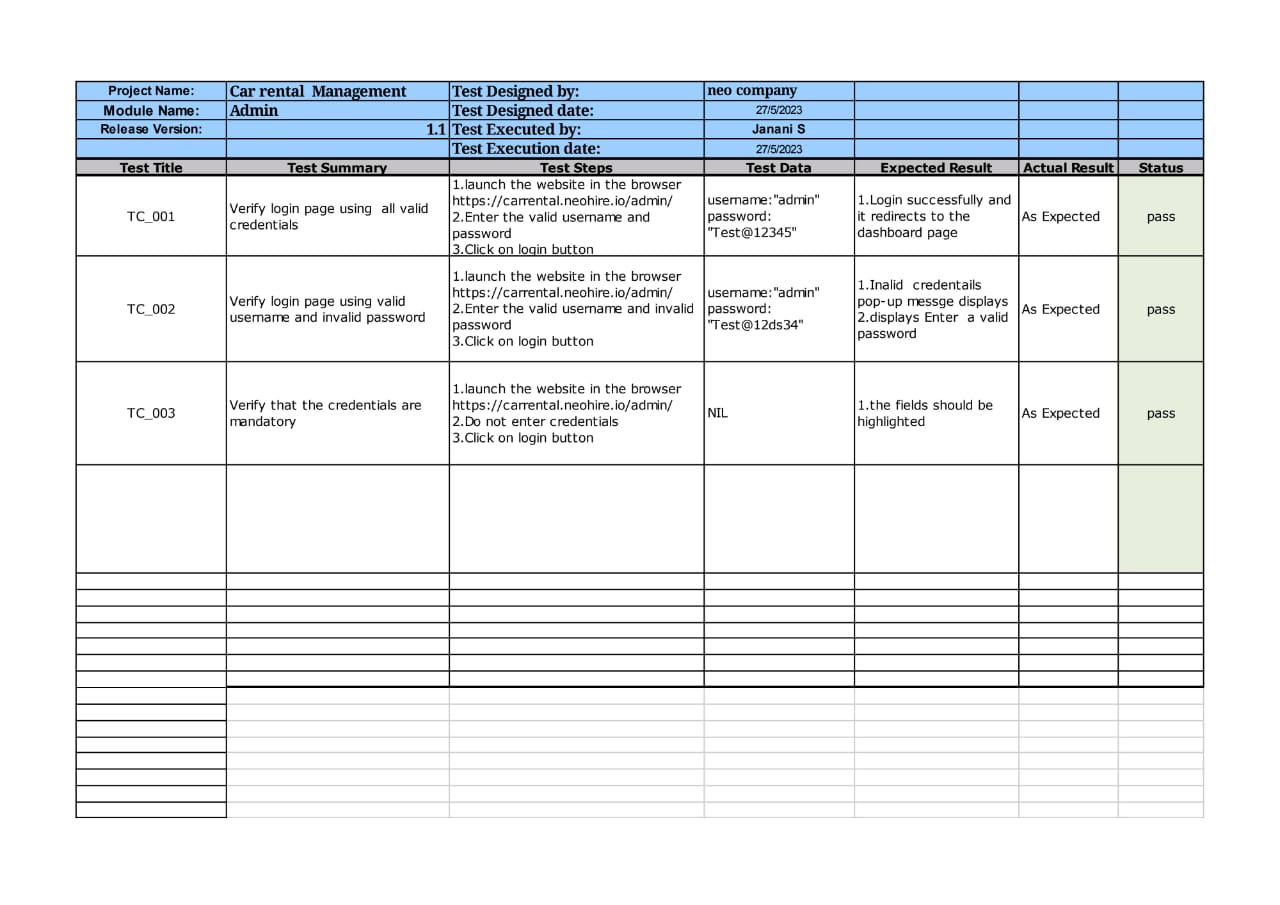 Project Name: Car rental  Management Test Designed by: neo company
Module Name: Admin Test Designed date: 27/5/2023
Release Version: 1.1 Test Executed by: Janani S
Test Execution date: 27/5/2023
Test Title Test Summary Test Steps Test Data Expected Result Actual Result Status
TC_001
Verify login page using  all valid
credentials
1.launch the website in the browser
https://carrental.neohire.io/admin/
2.Enter the valid username and
password
3.Click on login button
username:"admin"
password:
"Test@12345"
1.Login successfully and
it redirects to the
dashboard page
As Expected
pass
TC_002
Verify login page using valid
username and invalid password
1.launch the website in the browser
https://carrental.neohire.io/admin/
2.Enter the valid username and invalid
password
3.Click on login button
username:"admin"
password:
"Test@12ds34"
1.Inalid  credentails
pop-up messge displays
2.displays Enter  a valid
password
As Expected
pass
TC_003
Verify that the credentials are
mandatory
1.launch the website in the browser
https://carrental.neohire.io/admin/
2.Do not enter credentials
3.Click on login button
NIL
1.the fields should be
highlighted
As Expected
pass